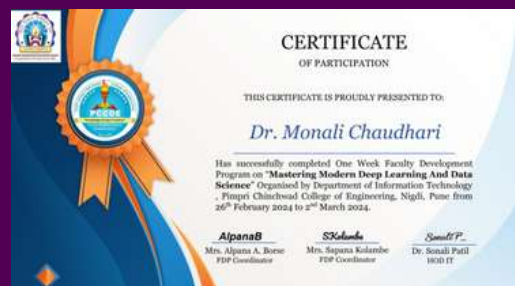 CERTIFICATE
OF PARTICIPATION
THIS CERTIFICATE IS PROUDLY PRESENTED TO:
PCCOE
Dr. Monali Chaudhari
Has successfully completed One Week Faculty Development
Program on "Mastering Modern Deep Learning And Data
Science" Organised by Department of Information Technology
, Pimpri Chinchwad College of Engineering, Nigdi, Pune from
26th February 2024 to 2nd March 2024.
AlpanaB SKolambe SonaliP_
Mrs. Alpana A. Borse Mrs. Sapana Kolambe Dr. Sonali Patil
FDP Coordinator FDP Coordinator HOD IT